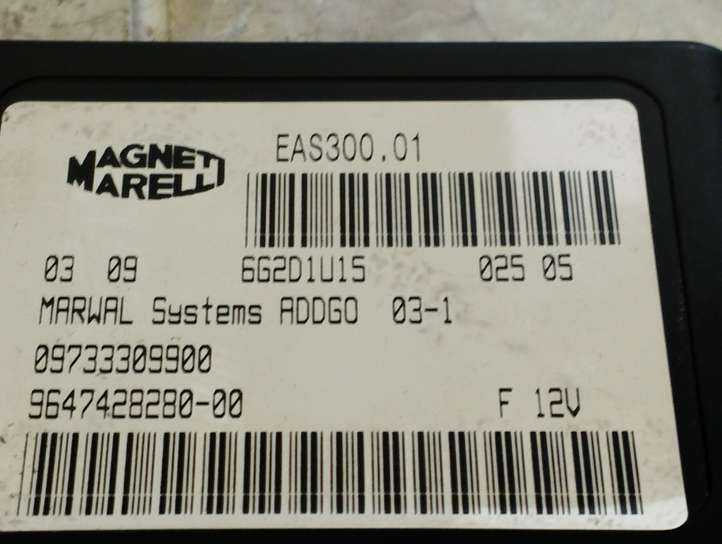 MAGNETI
MARELLI
EAS300.01
03 09 6G2D1U15 025 05
MARWAL Systems ADDGO 03-1
09733309900
9647428280-00 F 12V